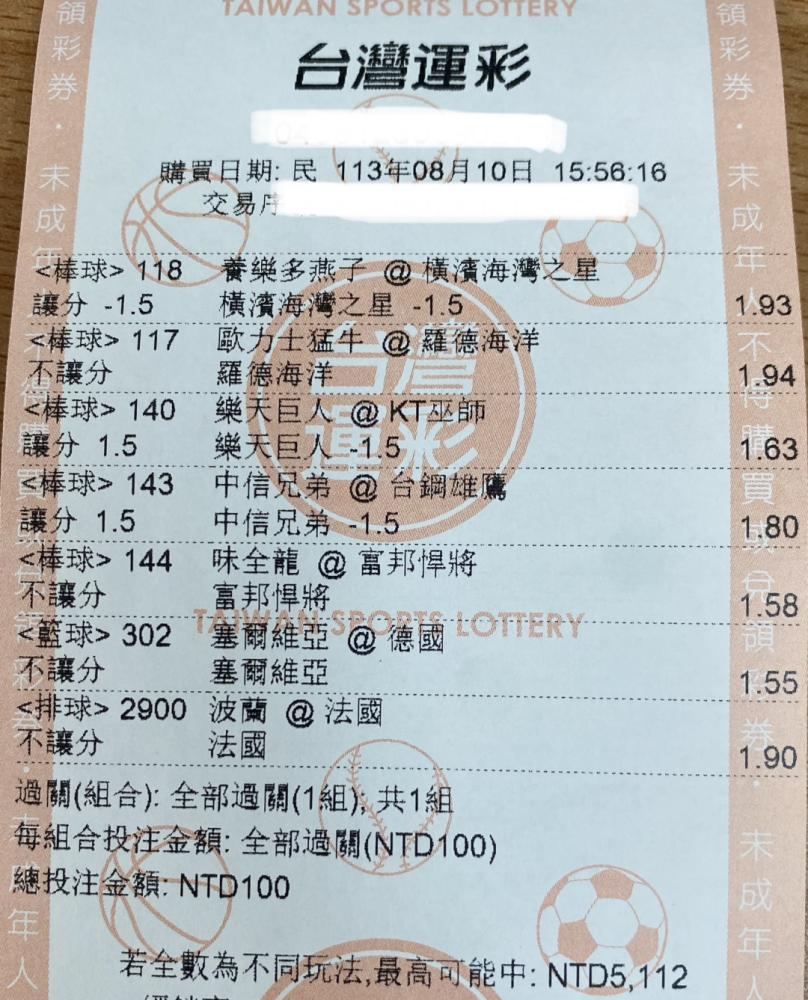 TAIWAN SPORTS LOTTERY
台灣運彩
購買日期: 民 113年08月10日 15:56:16
交易序
<棒球> 118 養樂多燕子 @ 橫濱海灣之星
讓分 -1.5 橫濱海灣之星 -1.5 1.93
<棒球> 117 歐力士猛牛 @ 羅德海洋
不讓分 羅德海洋 1.94
<棒球> 140 樂天巨人 @ KT巫師
讓分 1.5 樂天巨人 -1.5 1.63
<棒球> 143 中信兄弟 @ 台鋼雄鷹
讓分 1.5 中信兄弟 -1.5 1.80
<棒球> 144 味全龍 @ 富邦悍將
不讓分 富邦悍將 1.58
TAIWAN SPORTS LOTTERY
<籃球> 302 塞爾維亞 @ 德國
不讓分 塞爾維亞 1.55
<排球> 2900 波蘭 @ 法國
不讓分 法國 1.90
過關(組合): 全部過關(1組), 共1組
每組合投注金額: 全部過關(NTD100)
總投注金額: NTD100
若全數為不同玩法,最高可能中: NTD5,112
台灣運彩
領彩券・未成年人
領彩券・未成年人不得購買或兌領彩券・未成年人